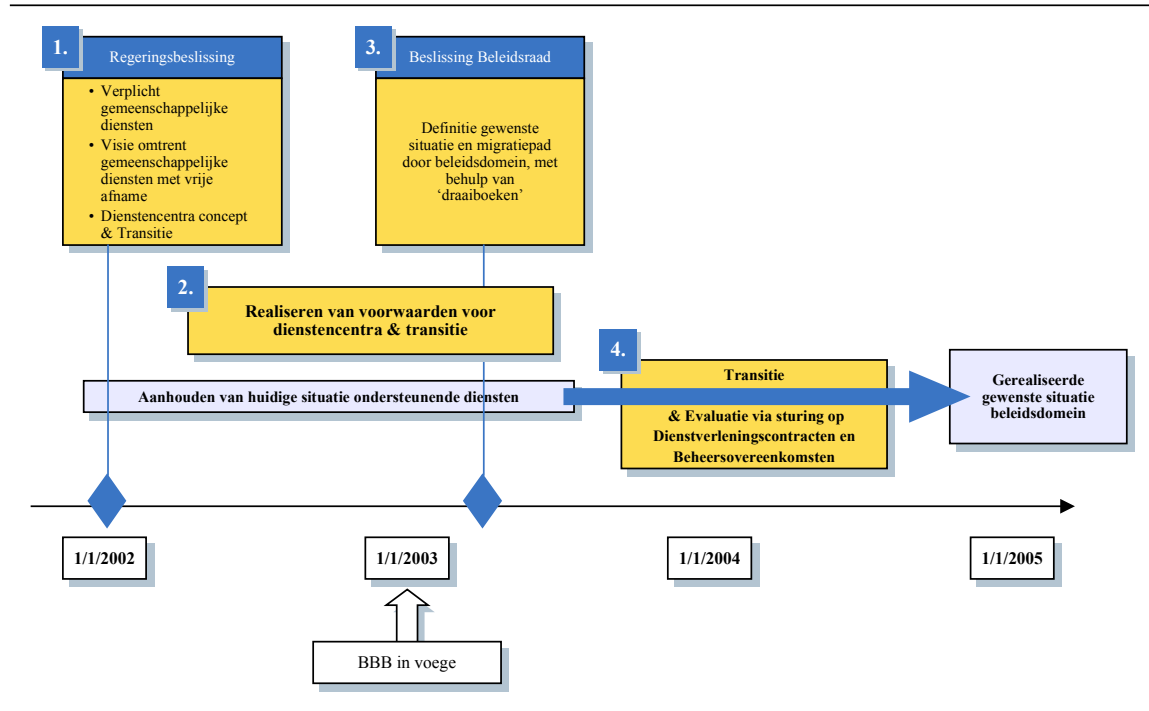 1.
Regeringsbeslissing
• Verplicht
gemeenschappelijke
diensten
• Visie omtrent
gemeenschappelijke
diensten met vrije
afname
• Dienstencentra concept
& Transitie
3.
Beslissing Beleidsraad
Definitie gewenste
situatie en migratiepad
door beleidsdomein, met
behulp van
‘draaiboeken’
2.
Realiseren van voorwaarden voor
dienstencentra & transitie
Aanhouden van huidige situatie ondersteunende diensten
4.
Transitie
& Evaluatie via sturing op
Dienstverleningscontracten en
Beheersovereenkomsten
Gerealiseerde
gewenste situatie
beleidsdomein
1/1/2002
1/1/2003
1/1/2004
1/1/2005
BBB in voege